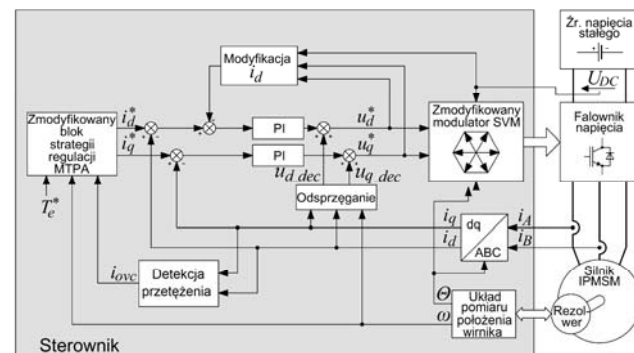 Źr. napięcia
stałego
U_DC
Modyfikacja
i_d
Zmodyfikowany
blok
strategii
regulacji
MTPA
i_d*
i_q*
T_e*
PI
PI
u_d*
u_q*
u_d dec
u_q dec
Zmodyfikowany
modulator SVM
Falownik
napięcia
Odsprzęganie
i_q
i_d
dq
ABC
i_A
i_B
i_ovc
Detekcja
przetężenia
Θ
ω
Układ
pomiaru
położenia
wirnika
Silnik
IPMSM
Rezol-
wer
Sterownik